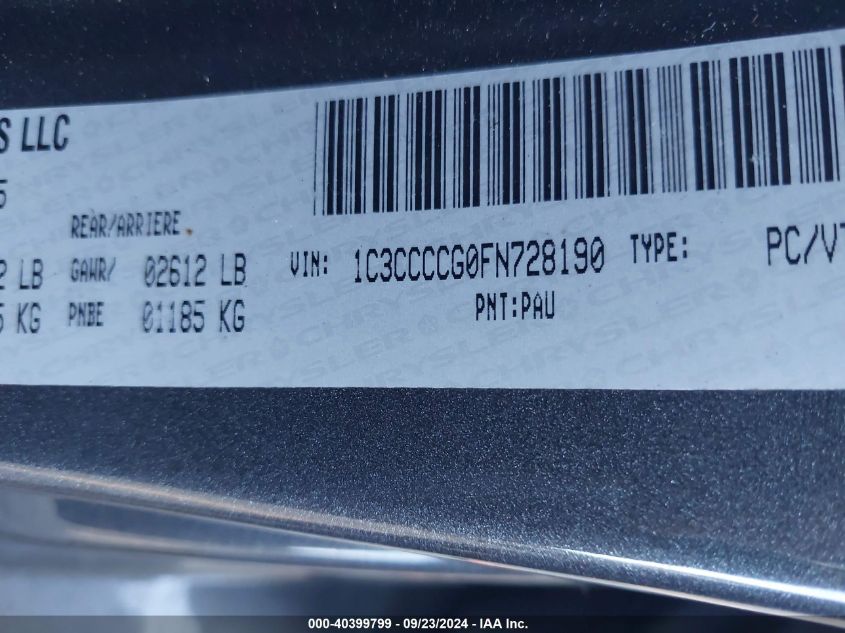 S LLC
5
REAR/ARRIERE
2 LB GAWR/ 02612 LB VIN: 1C3CCCCG0FN728190 TYPE: PC/V
5 KG PNBE 01185 KG PNT:PAU
CHRYSLER
000-40399799 / 09/23/2024 - IAA Inc.